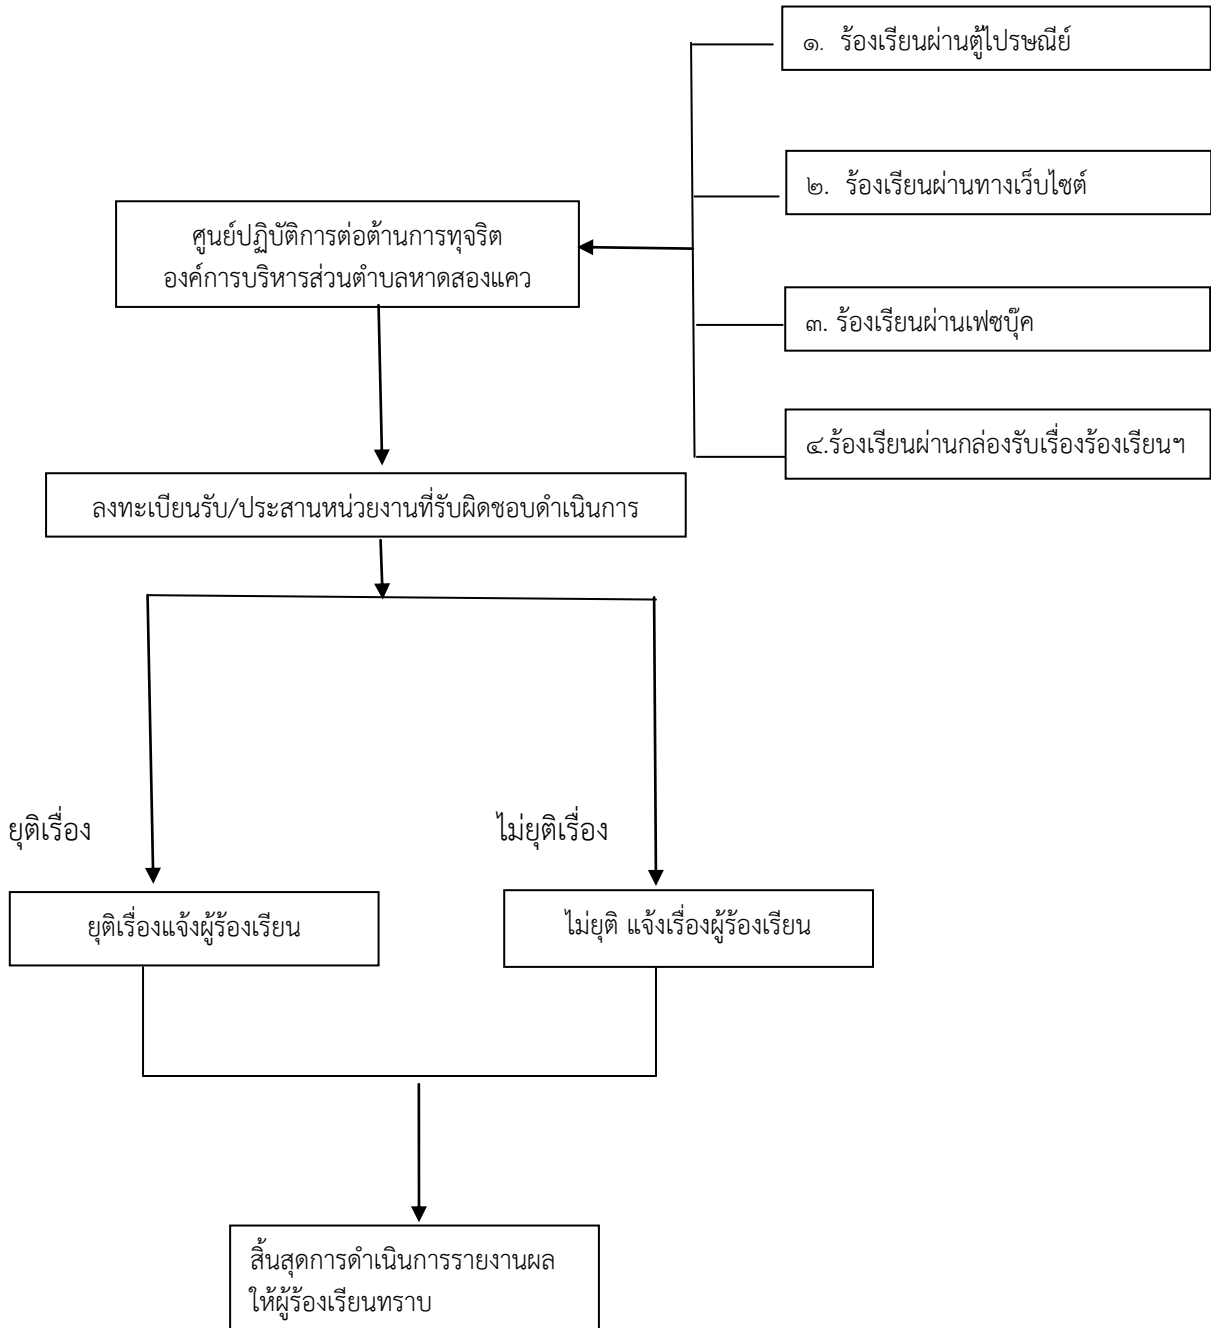 ๑. ร้องเรียนผ่านตู้ไปรษณีย์
๒. ร้องเรียนผ่านทางเว็บไซต์
ศูนย์ปฏิบัติการต่อต้านการทุจริต
องค์การบริหารส่วนตำบลหาดสองแคว
๓. ร้องเรียนผ่านเฟซบุ๊ค
๔.ร้องเรียนผ่านกล่องรับเรื่องร้องเรียนฯ
ลงทะเบียนรับ/ประสานหน่วยงานที่รับผิดชอบดำเนินการ
ยุติเรื่อง
ไม่ยุติเรื่อง
ยุติเรื่องแจ้งผู้ร้องเรียน
ไม่ยุติ แจ้งเรื่องผู้ร้องเรียน
สิ้นสุดการดำเนินการรายงานผล
ให้ผู้ร้องเรียนทราบ